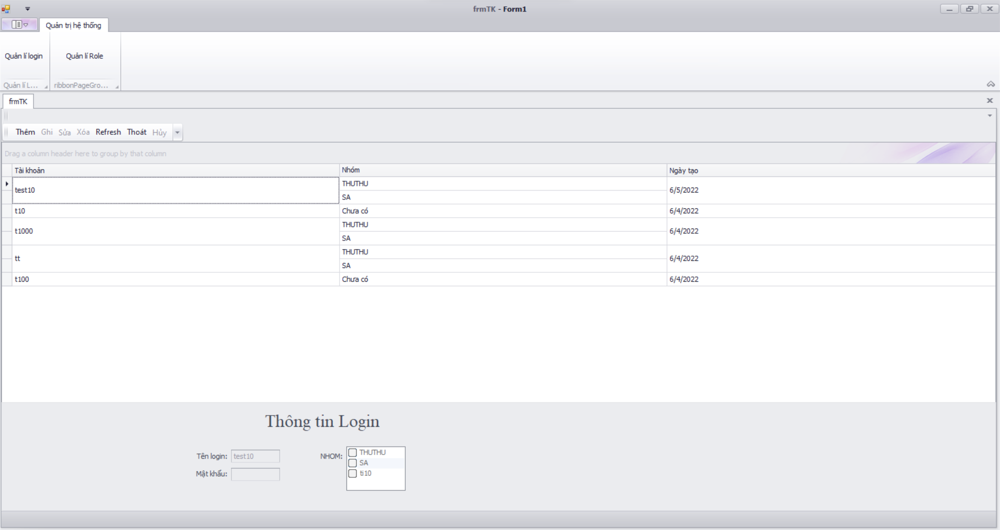 frmTK - Form1
Quản trị hệ thống
Quản lí login
Quản lí Role
Quản lí L...
ribbonPageGro...
frmTK
Thêm Ghi Sửa Xóa Refresh Thoát Hủy
Drag a column header here to group by that column
Tài khoản Nhóm Ngày tạo
test10 THUTHU 6/5/2022
SA
t10 Chưa có 6/4/2022
t1000 THUTHU 6/4/2022
SA
tt THUTHU 6/4/2022
SA
t100 Chưa có 6/4/2022
Thông tin Login
Tên login: test10
Mật khẩu:
NHOM:
THUTHU
SA
ti10